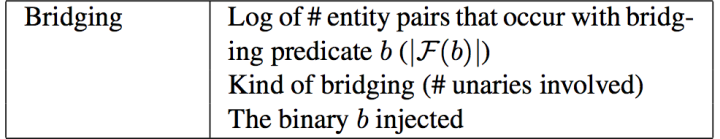 Bridging
Log of # entity pairs that occur with bridg-
ing predicate b (|F(b)|)
Kind of bridging (# unaries involved)
The binary b injected